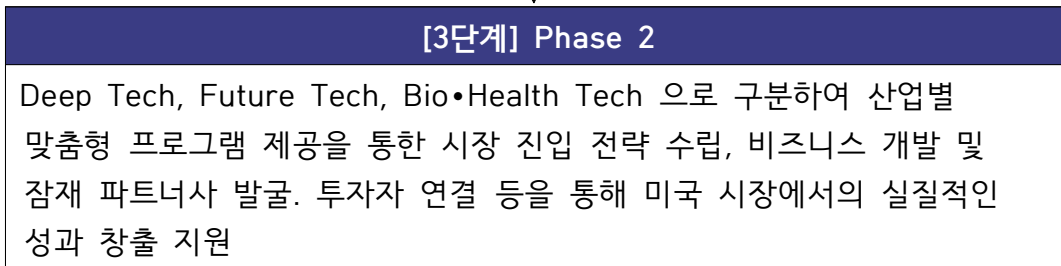 [3단계] Phase 2
Deep Tech, Future Tech, Bio•Health Tech 으로 구분하여 산업별
맞춤형 프로그램 제공을 통한 시장 진입 전략 수립, 비즈니스 개발 및
잠재 파트너사 발굴. 투자자 연결 등을 통해 미국 시장에서의 실질적인
성과 창출 지원